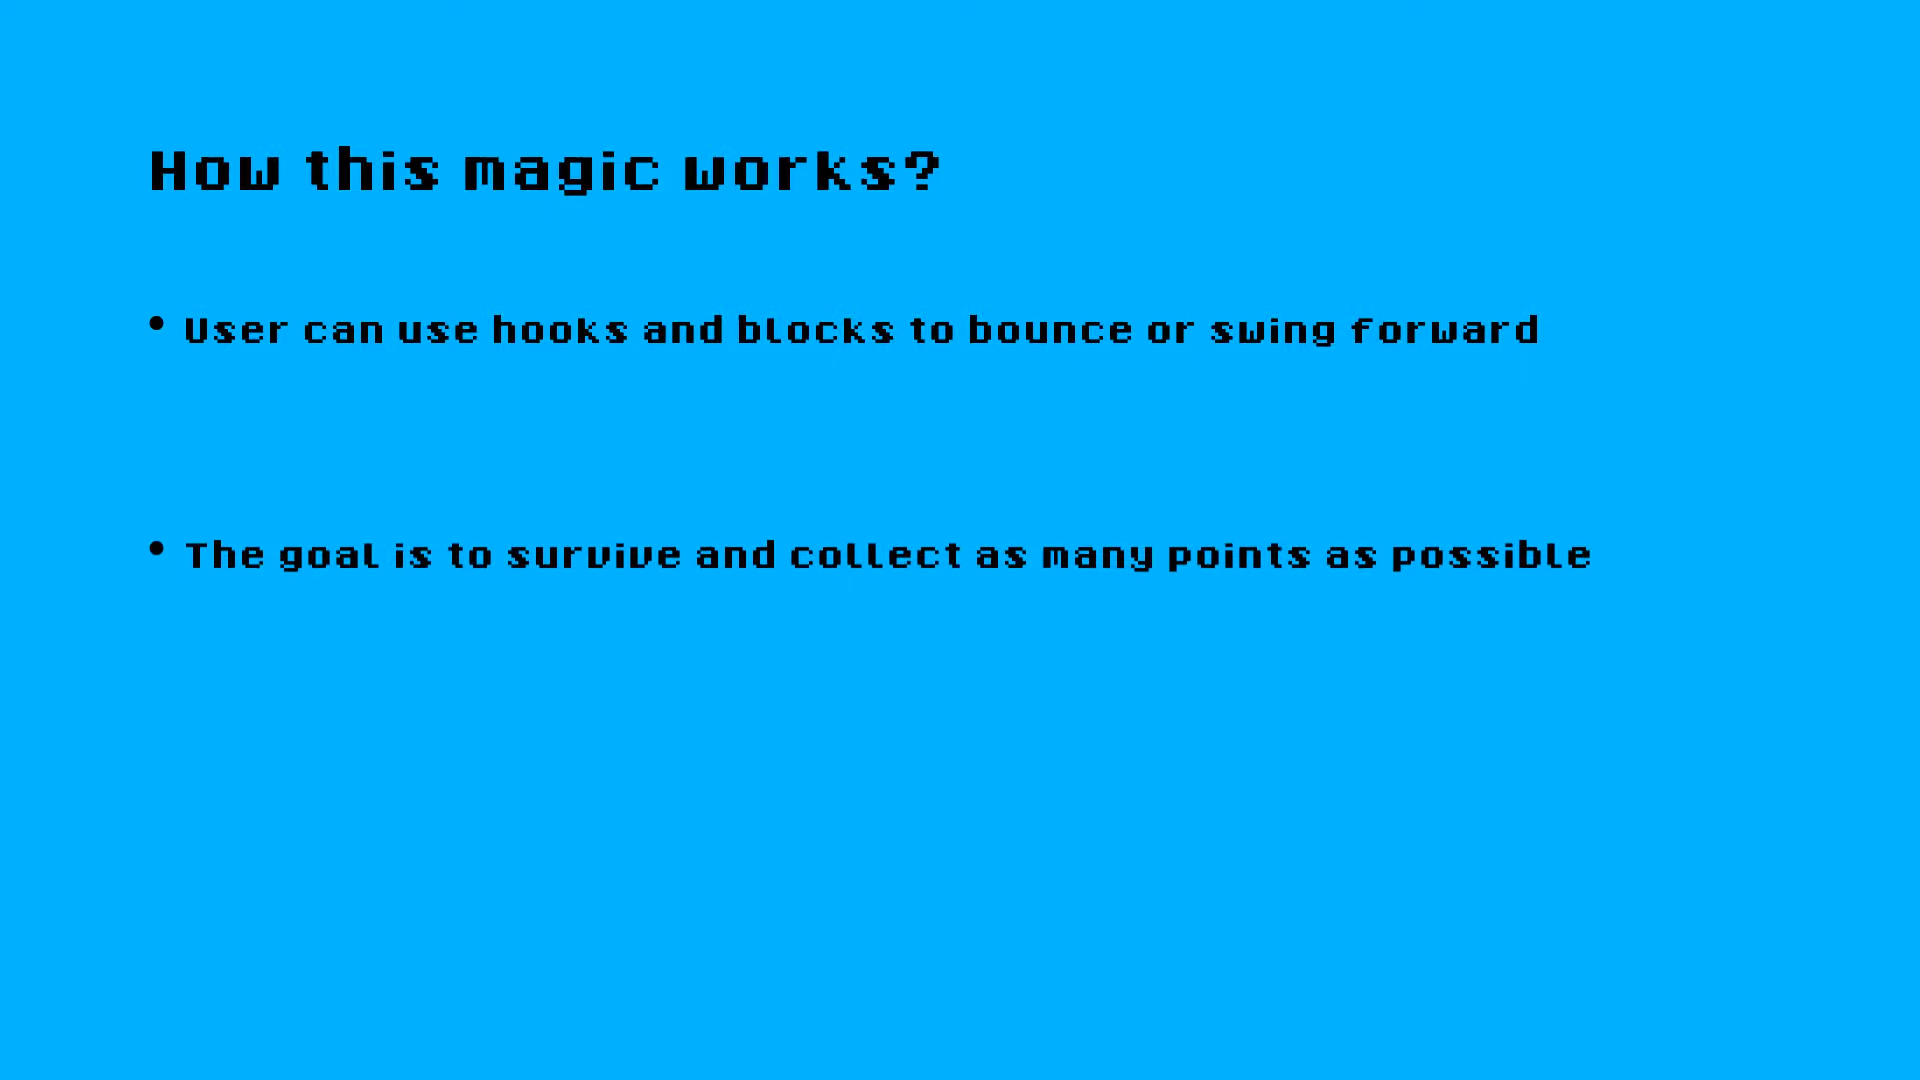 How this magic works?
• User can use hooks and blocks to bounce or swing forward
• The goal is to survive and collect as many points as possible